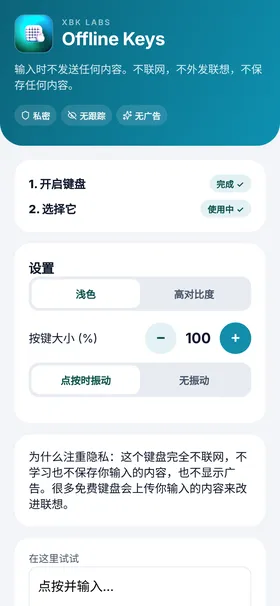 XBK LABS
Offline Keys
输入时不发送任何内容。不联网，不外发联想，不保
存任何内容。
私密 无跟踪 无广告
1. 开启键盘 完成 ✓
2. 选择它 使用中 ✓
设置
浅色 高对比度
按键大小 (%) − 100 +
点按时振动 无振动
为什么注重隐私：这个键盘完全不联网，不
学习也不保存你输入的内容，也不显示广
告。很多免费键盘会上传你输入的内容来改
进联想。
在这里试试
点按并输入...